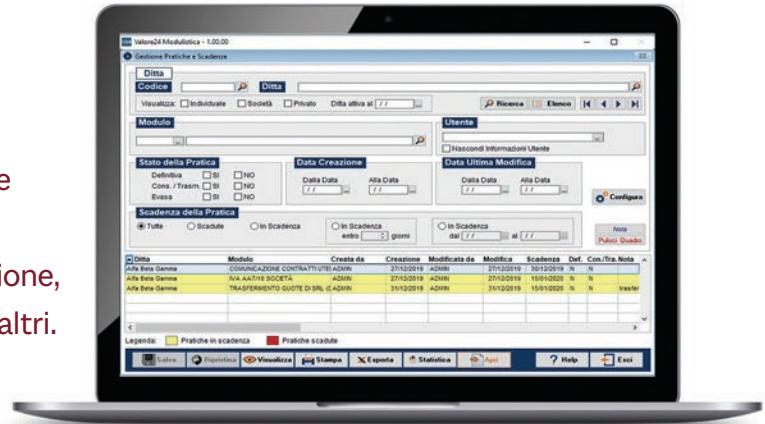 Valore24 Modulistica - 1.00.00
Gestione Pratiche e Scadenze
Ditta
Codice Ditta
Visualizza: Individuale Società Privato Ditta attiva al / / Ricerca Elenco
Modulo Utente
Nascondi Informazioni Utente
Stato della Pratica Data Creazione Data Ultima Modifica
e
Definitiva SI NO Dalla Data Alla Data Dalla Data Alla Data
Cons. / Trasm. SI NO / / / / / / / /
Evasa SI NO
Configura
Scadenza della Pratica
Tutte Scadute In Scadenza In Scadenza In Scadenza Nota
entro giorni dal / / al / / Pulisci Quadro
ione,
Ditta Modulo Creata da Creazione Modificata da Modifica Scadenza Def. Con./Tra. Nota
Alfa Beta Gamma COMUNICAZIONE CONTRATTI UTE ADMIN 27/12/2019 ADMIN 27/12/2019 30/12/2019 N N
Alfa Beta Gamma IVA AA7/10 SOCIETÀ ADMIN 27/12/2019 ADMIN 27/12/2019 15/01/2020 N N
Alfa Beta Gamma TRASFERIMENTO QUOTE DI SRL (C ADMIN 31/12/2019 ADMIN 31/12/2019 15/01/2020 N N trasfer
altri.
Legenda: Pratiche in scadenza Pratiche scadute
Salva Ripristina Visualizza Stampa Esporta Statistica Apri ? Help Esci